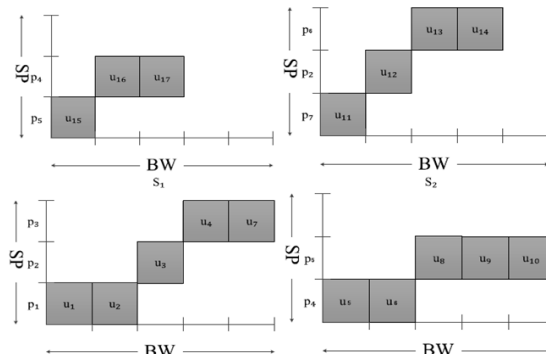 SP
p₄ u₁₆ u₁₇
p₅ u₁₅
BW
S₁
SP
p₆ u₁₃ u₁₄
p₂ u₁₂
p₇ u₁₁
BW
S₂
SP
p₃ u₄ u₇
p₂ u₃
p₁ u₁ u₂
BW
SP
p₅ u₈ u₉ u₁₀
p₄ u₅ u₆
BW